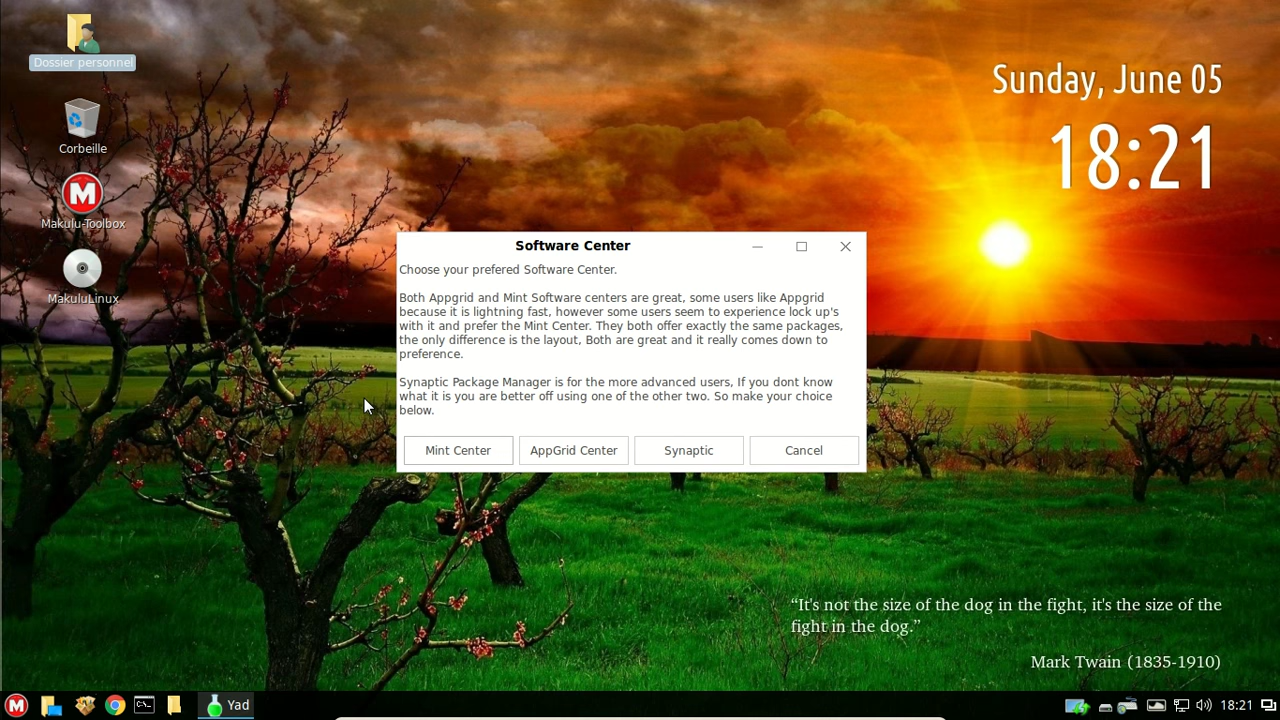 Dossier personnel
Corbeille
M
Makulu-Toolbox
MakuluLinux
Sunday, June 05
18:21
Software Center
Choose your prefered Software Center.
Both Appgrid and Mint Software centers are great, some users like Appgrid
because it is lightning fast, however some users seem to experience lock up's
with it and prefer the Mint Center. They both offer exactly the same packages,
the only difference is the layout, Both are great and it really comes down to
preference.
Synaptic Package Manager is for the more advanced users, If you dont know
what it is you are better off using one of the other two. So make your choice
below.
Mint Center
AppGrid Center
Synaptic
Cancel
“It's not the size of the dog in the fight, it's the size of the
fight in the dog.”
Mark Twain (1835-1910)
M
Yad
18:21